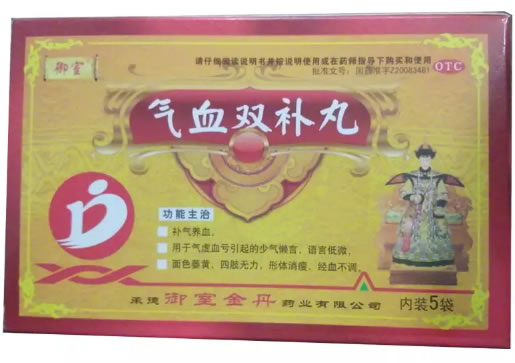 御室
请仔细阅读说明书并按说明使用或在药师指导下购买和使用
批准文号：国药准字Z20083461
OTC
气血双补丸
功能主治
补气养血。
用于气虚血亏引起的少气懒言，语言低微，
面色萎黄，四肢无力，形体消瘦，经血不调。
承德御室金丹药业有限公司
内装5袋